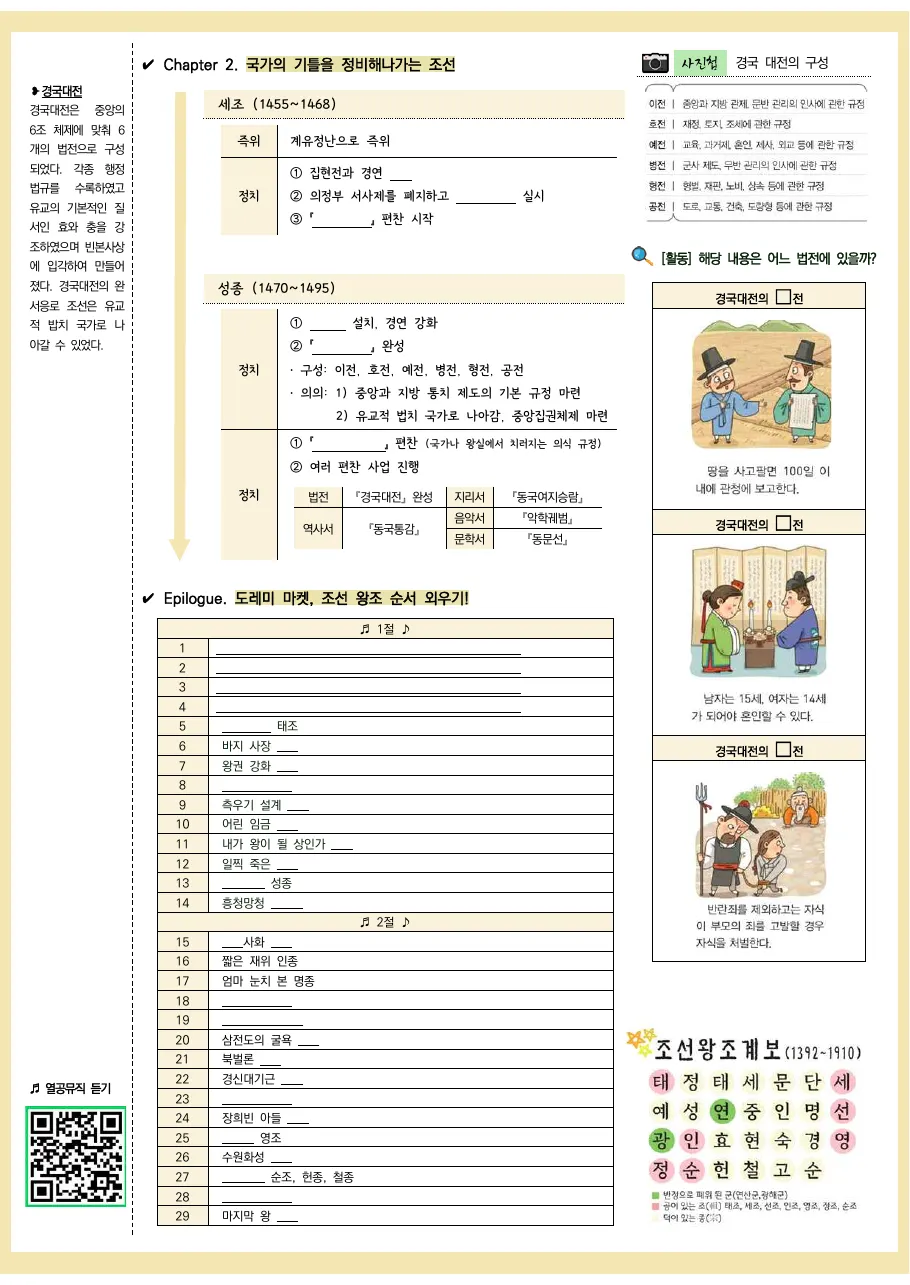 ❥ 경국대전
경국대전은 중앙의
6조 체제에 맞춰 6
개의 법전으로 구성
되었다. 각종 행정
법규를 수록하였고
유교의 기본적인 질
서인 효와 충을 강
조하였으며 빈본사상
에 입각하여 만들어
졌다. 경국대전의 완
서응로 조선은 유교
적 밥치 국가로 나
아갈 수 있었다.
♬ 열공뮤직 듣기
✔ Chapter 2. 국가의 기틀을 정비해나가는 조선
세조 (1455~1468)
즉위 계유정난으로 즉위
정치
① 집현전과 경연 ___
② 의정부 서사제를 폐지하고 ________ 실시
③ 『________』 편찬 시작
성종 (1470~1495)
정치
① _____ 설치, 경연 강화
② 『________』 완성
· 구성: 이전, 호전, 예전, 병전, 형전, 공전
· 의의: 1) 중앙과 지방 통치 제도의 기본 규정 마련
2) 유교적 법치 국가로 나아감, 중앙집권체제 마련
정치
① 『__________』 편찬 (국가나 왕실에서 치러지는 의식 규정)
② 여러 편찬 사업 진행
법전 『경국대전』 완성 지리서 『동국여지승람』
역사서 『동국통감』 음악서 『악학궤범』
문학서 『동문선』
✔ Epilogue. 도레미 마켓, 조선 왕조 순서 외우기!
♬ 1절 ♪
1
2
3
4
5 _______ 태조
6 바지 사장 ___
7 왕권 강화 ___
8 __________
9 측우기 설계 ___
10 어린 임금 ___
11 내가 왕이 될 상인가 ___
12 일찍 죽은 ___
13 ______ 성종
14 흥청망청 ____
♬ 2절 ♪
15 ___사화 ___
16 짧은 재위 인종
17 엄마 눈치 본 명종
18 __________
19 ___________
20 삼전도의 굴욕 ___
21 북벌론 ___
22 경신대기근 ___
23 __________
24 장희빈 아들 ___
25 ____ 영조
26 수원화성 ___
27 ______ 순조, 헌종, 철종
28 __________
29 마지막 왕 ___
사진첩 경국 대전의 구성
이전 | 중앙과 지방 관제, 문반 관리의 인사에 관한 규정
호전 | 재정, 토지, 조세에 관한 규정
예전 | 교육, 과거제, 혼인, 제사, 외교 등에 관한 규정
병전 | 군사 제도, 무반 관리의 인사에 관한 규정
형전 | 형벌, 재판, 노비, 상속 등에 관한 규정
공전 | 도로, 교통, 건축, 도량형 등에 관한 규정
[활동] 해당 내용은 어느 법전에 있을까?
경국대전의 □전
땅을 사고팔면 100일 이
내에 관청에 보고한다.
경국대전의 □전
남자는 15세, 여자는 14세
가 되어야 혼인할 수 있다.
경국대전의 □전
반란죄를 제외하고는 자식
이 부모의 죄를 고발할 경우
자식을 처벌한다.
조선왕조계보(1392~1910)
태 정 태 세 문 단 세
예 성 연 중 인 명 선
광 인 효 현 숙 경 영
정 순 헌 철 고 순
반정으로 폐위 된 군(연산군,광해군)
공이 있는 조(祖) 태조, 세조, 선조, 인조, 영조, 정조, 순조
덕이 있는 종(宗)